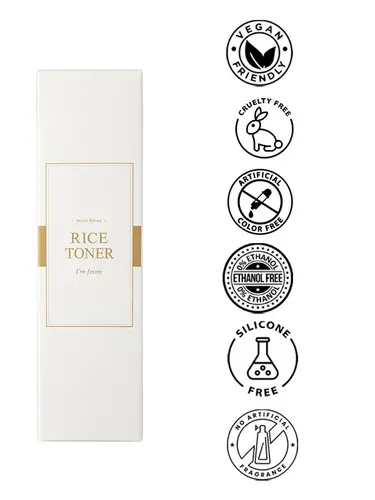 RICE
TONER
I'm from
VEGAN
FRIENDLY
CRUELTY FREE
ARTIFICIAL
COLOR FREE
0% ETHANOL
ETHANOL FREE
0% ETHANOL
SILICONE
FREE
NO ARTIFICIAL
FRAGRANCE